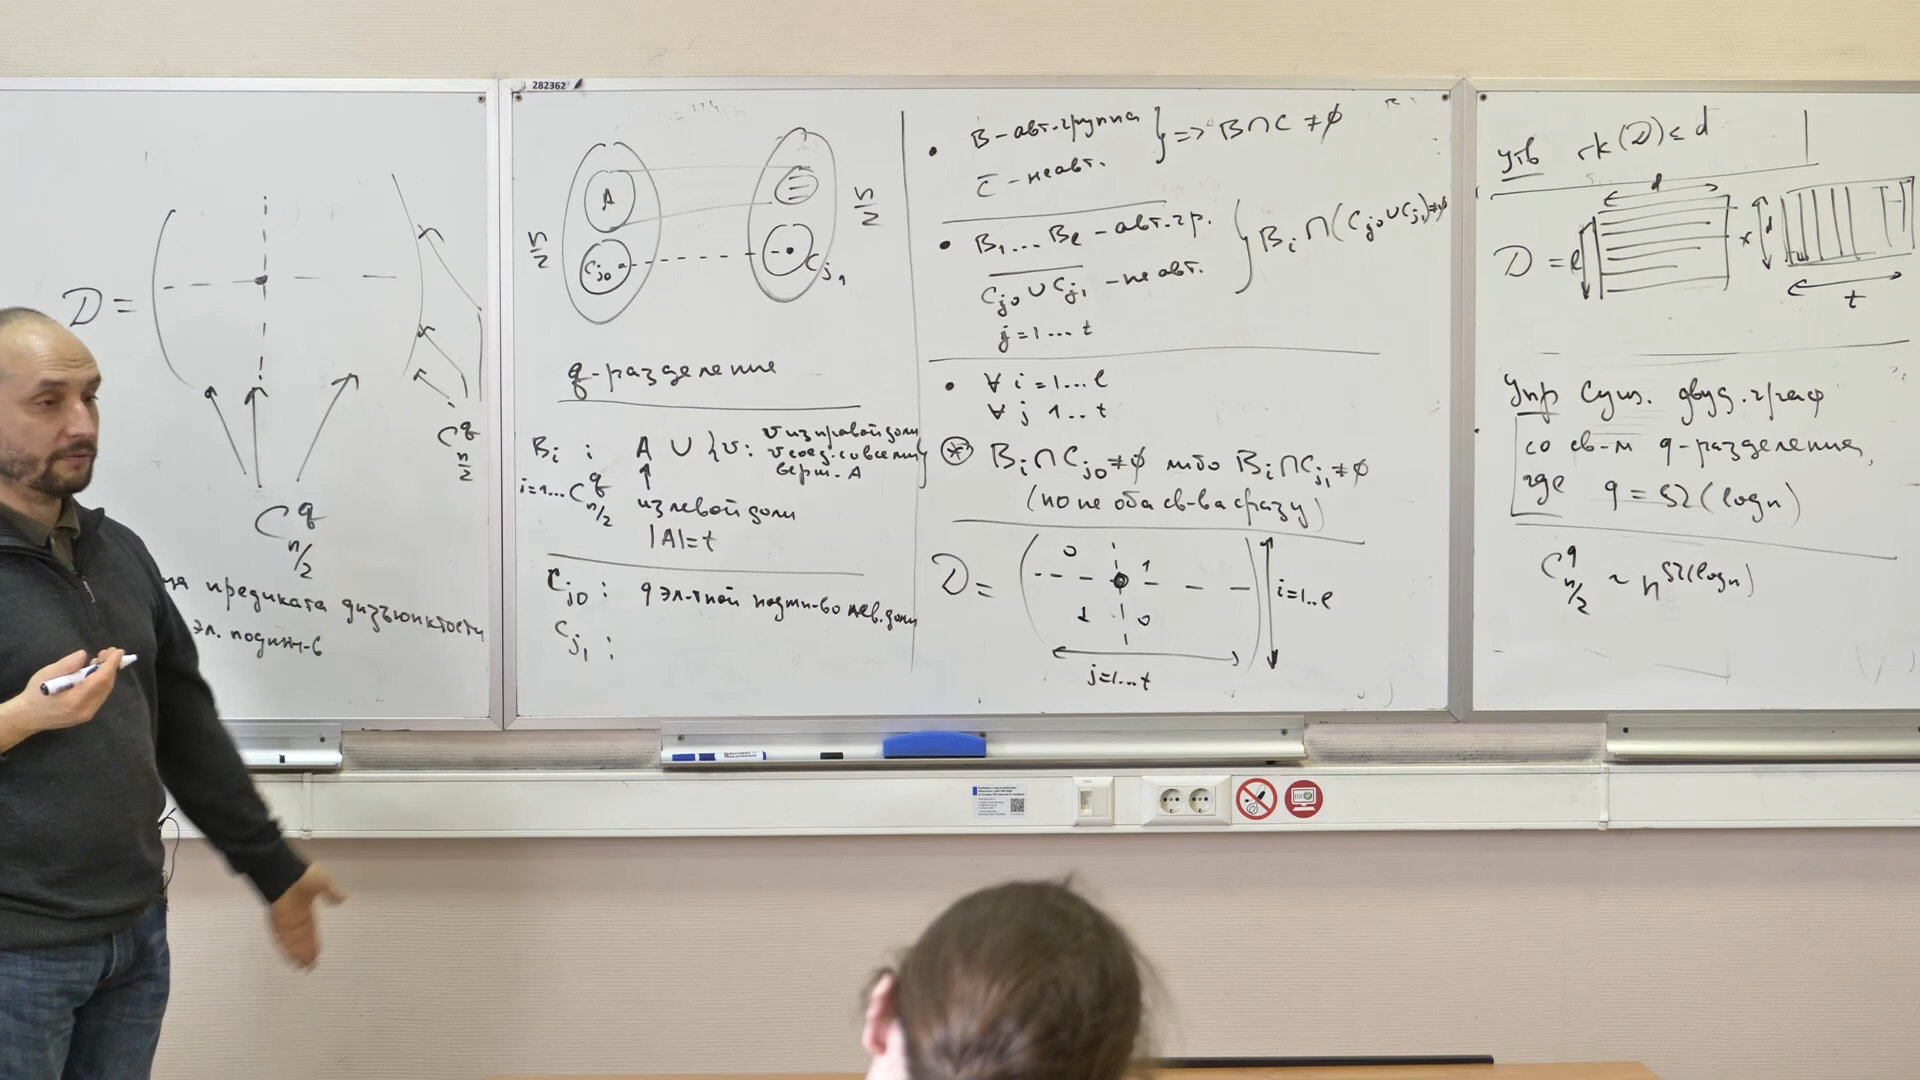 D =
C^q_{n/2}
C^q_{n/2}
предиката дизъюнктости
эл. подмн-в
282362
A
n/2
n/2
C_{j0}
C_{j1}
q-разделение
B_i : A ∪ {v: v из правой доли
v соед. со всеми
верш. A}
i=1... C^q_{n/2}
из левой доли
|A|=t
C_{j0} : q эл-тной подмн-во лев. доли
C_{j1} :
• B - авт. группа
C̄ - неавт.
} => B∩C ≠ ∅
• B_1 ... B_l - авт. гр.
C_{j0} ∪ C_{j1} - не авт.
j = 1 ... t
} B_i ∩ (C_{j0} ∪ C_{j1}) ≠ ∅
• ∀ i = 1 ... l
∀ j 1 ... t
(*) B_i ∩ C_{j0} ≠ ∅ либо B_i ∩ C_{j1} ≠ ∅
(но не оба св-ва сразу)
D =
0
1
1
0
i=1..l
j=1...t
Утв rk(D) ≤ d
d
D = l
x
d
t
Упр Сущ. двуд. граф
со св-м q-разделения,
где q = Ω(log n)
C^q_{n/2} ~ n^{Ω(log n)}